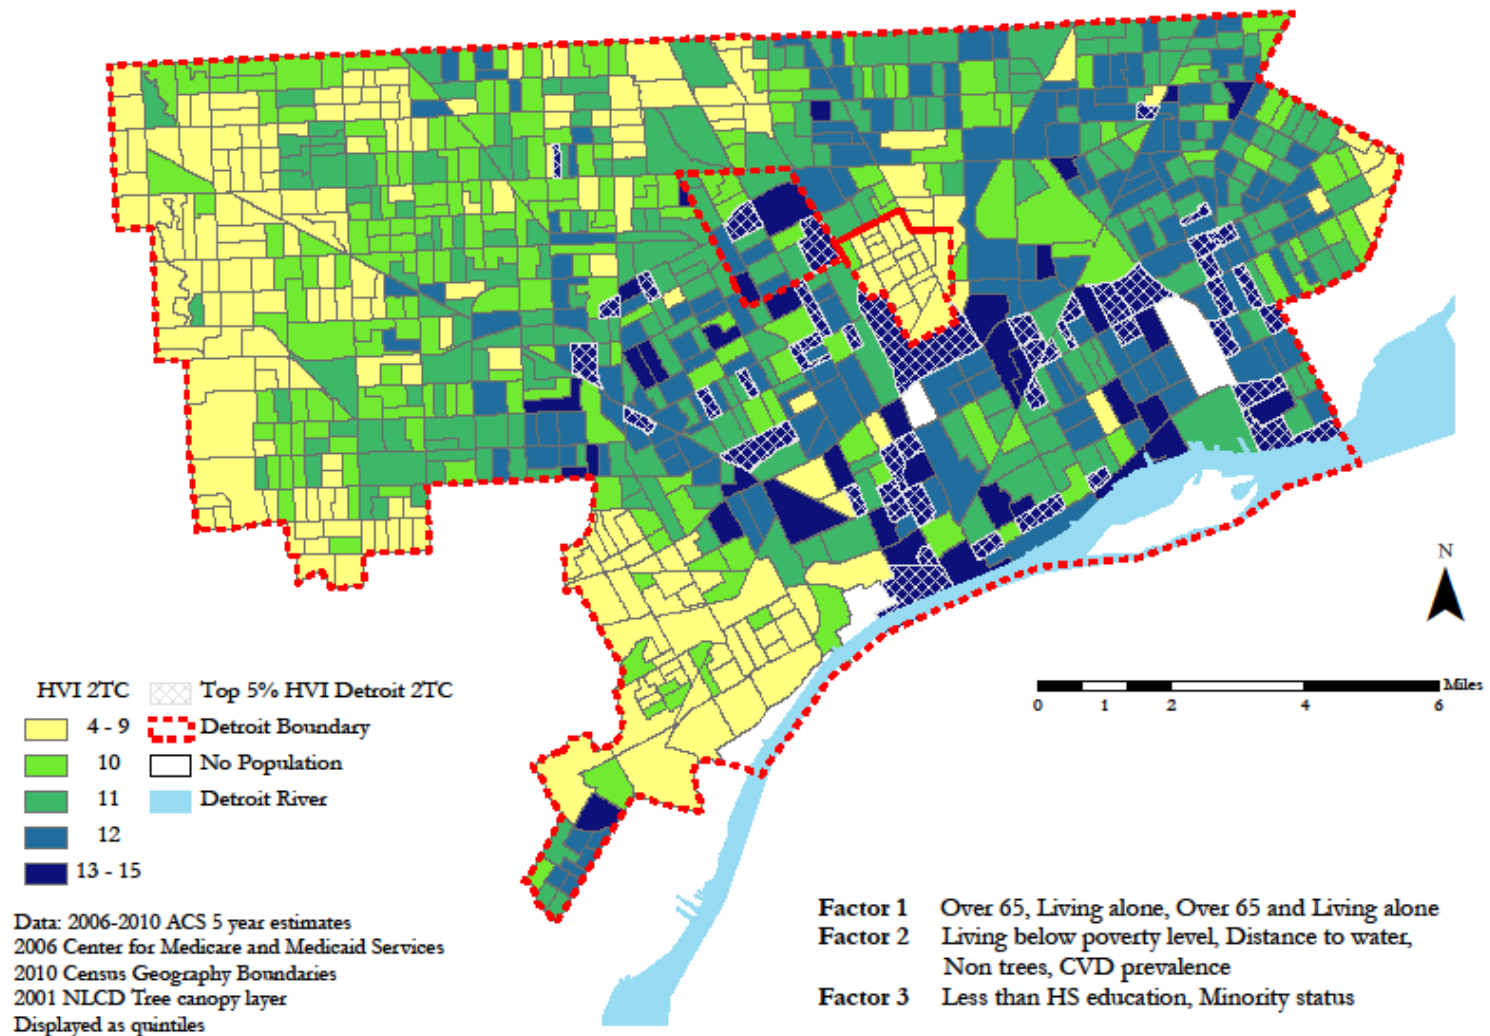 HVI 2TC
4 - 9
10
11
12
13 - 15
Top 5% HVI Detroit 2TC
Detroit Boundary
No Population
Detroit River
Data: 2006-2010 ACS 5 year estimates
2006 Center for Medicare and Medicaid Services
2010 Census Geography Boundaries
2001 NLCD Tree canopy layer
Displayed as quintiles
N
Miles
0 1 2 4 6
Factor 1 Over 65, Living alone, Over 65 and Living alone
Factor 2 Living below poverty level, Distance to water,
Non trees, CVD prevalence
Factor 3 Less than HS education, Minority status